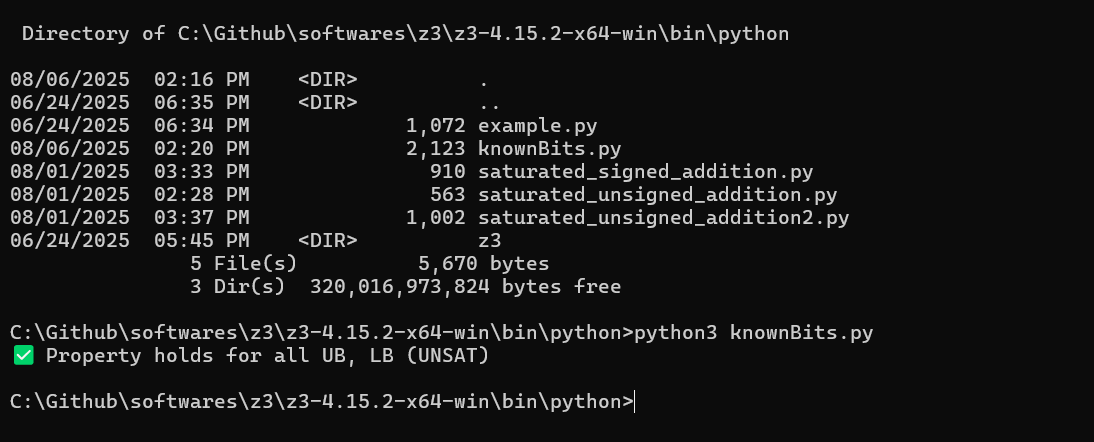 Directory of C:\Github\softwares\z3\z3-4.15.2-x64-win\bin\python
08/06/2025  02:16 PM    <DIR>          .
06/24/2025  06:35 PM    <DIR>          ..
06/24/2025  06:34 PM             1,072 example.py
08/06/2025  02:20 PM             2,123 knownBits.py
08/01/2025  03:33 PM               910 saturated_signed_addition.py
08/01/2025  02:28 PM               563 saturated_unsigned_addition.py
08/01/2025  03:37 PM             1,002 saturated_unsigned_addition2.py
06/24/2025  05:45 PM    <DIR>          z3
               5 File(s)          5,670 bytes
               3 Dir(s)  320,016,973,824 bytes free
C:\Github\softwares\z3\z3-4.15.2-x64-win\bin\python>python3 knownBits.py
✅ Property holds for all UB, LB (UNSAT)
C:\Github\softwares\z3\z3-4.15.2-x64-win\bin\python>